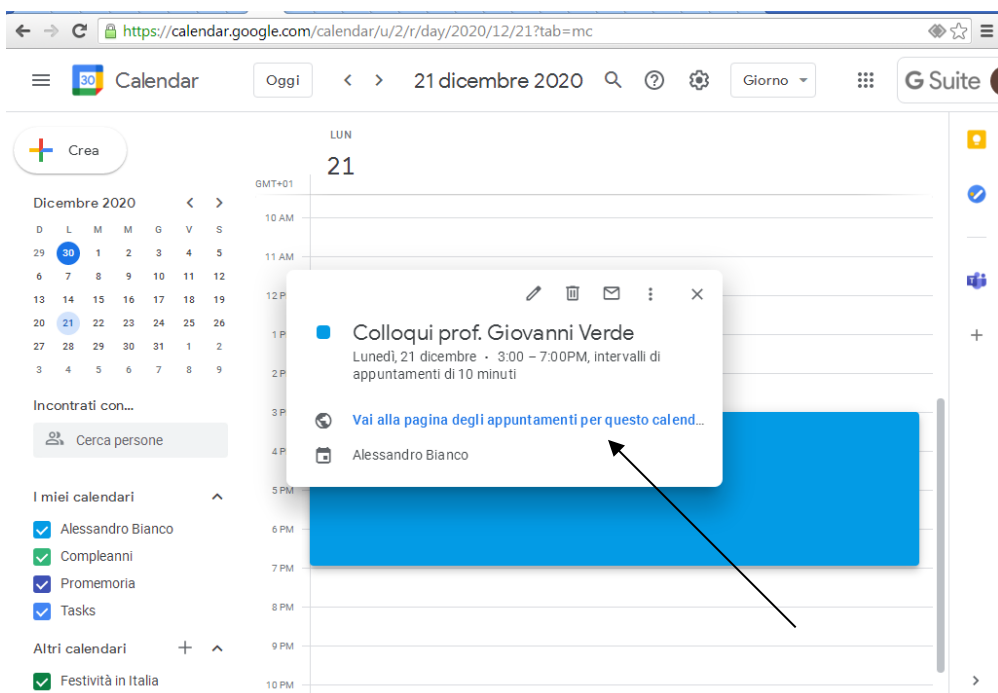 https://calendar.google.com/calendar/u/2/r/day/2020/12/21?tab=mc
30 Calendar Oggi 21 dicembre 2020 Giorno G Suite
Crea
Dicembre 2020
D L M M G V S
29 30 1 2 3 4 5
6 7 8 9 10 11 12
13 14 15 16 17 18 19
20 21 22 23 24 25 26
27 28 29 30 31 1 2
3 4 5 6 7 8 9
Incontrati con...
Cerca persone
I miei calendari
Alessandro Bianco
Compleanni
Promemoria
Tasks
Altri calendari
Festività in Italia
LUN
21
GMT+01
10 AM
11 AM
12 P
1 P
2 P
3 P
4 P
5 PM
6 PM
7 PM
8 PM
9 PM
10 PM
Colloqui prof. Giovanni Verde
Lunedì, 21 dicembre · 3:00 – 7:00PM, intervalli di
appuntamenti di 10 minuti
Vai alla pagina degli appuntamenti per questo calend...
Alessandro Bianco